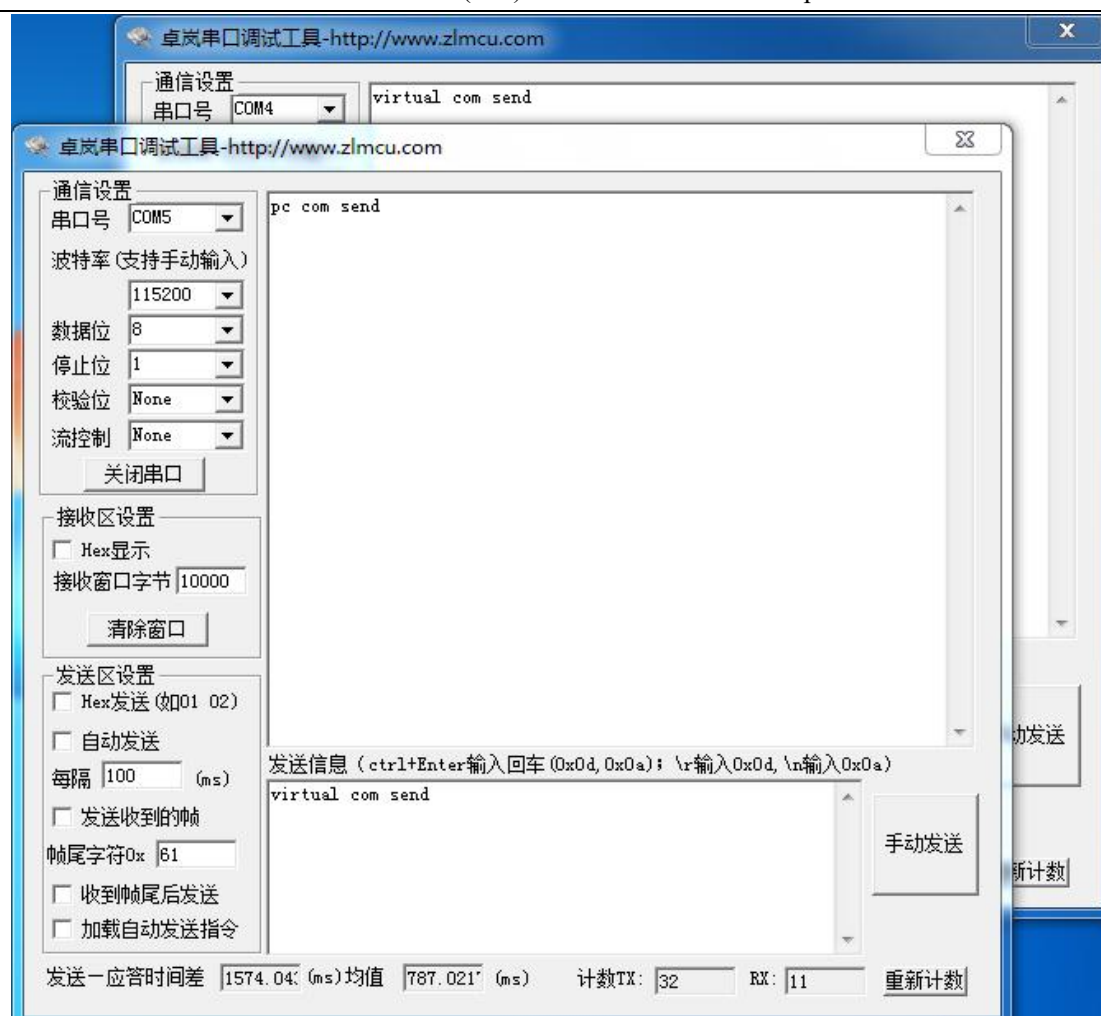 卓岚串口调试工具-http://www.zlmcu.com
通信设置
串口号 COM4
virtual com send
卓岚串口调试工具-http://www.zlmcu.com
通信设置
串口号 COM5
pc com send
波特率(支持手动输入)
115200
数据位 8
停止位 1
校验位 None
流控制 None
关闭串口
接收区设置
Hex显示
接收窗口字节 10000
清除窗口
发送区设置
Hex发送(如01 02)
自动发送
每隔 100 (ms)
发送收到的帧
帧尾字符0x 61
收到帧尾后发送
加载自动发送指令
发送信息（ctrl+Enter输入回车(0x0d,0x0a)；\r输入0x0d,\n输入0x0a）
virtual com send
手动发送
动发送
新计数
发送一应答时间差 1574.04 (ms)均值 787.021 (ms) 计数TX: 32 RX: 11 重新计数